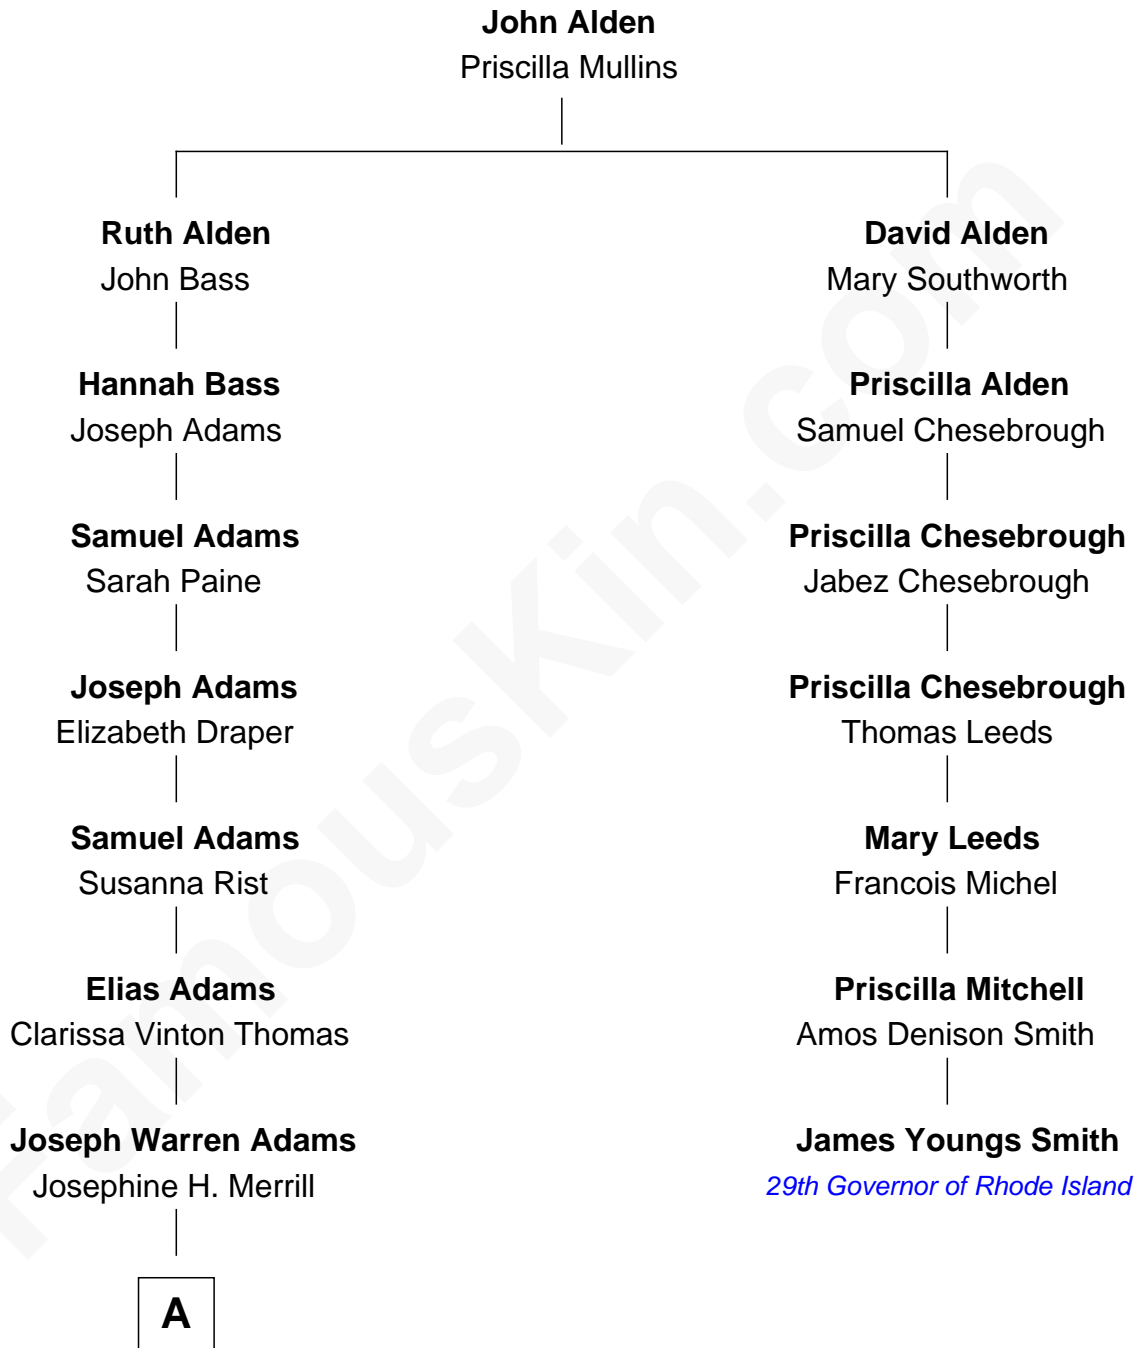 John Alden
Priscilla Mullins
Ruth Alden
John Bass
David Alden
Mary Southworth
Hannah Bass
Joseph Adams
Priscilla Alden
Samuel Chesebrough
Samuel Adams
Sarah Paine
Priscilla Chesebrough
Jabez Chesebrough
Joseph Adams
Elizabeth Draper
Priscilla Chesebrough
Thomas Leeds
Samuel Adams
Susanna Rist
Mary Leeds
Francois Michel
Elias Adams
Clarissa Vinton Thomas
Priscilla Mitchell
Amos Denison Smith
Joseph Warren Adams
Josephine H. Merrill
James Youngs Smith
29th Governor of Rhode Island
A
FamousKin.com